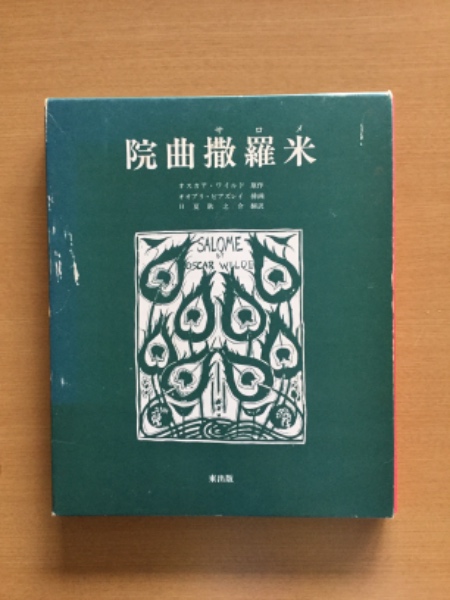 サロメ
院曲撒羅米
オスカア・ワイルド 原作
オオブリ・ビアズレイ 挿画
日夏耿之介 飜訳
SALOME
BY
OSCAR WILDE
東出版